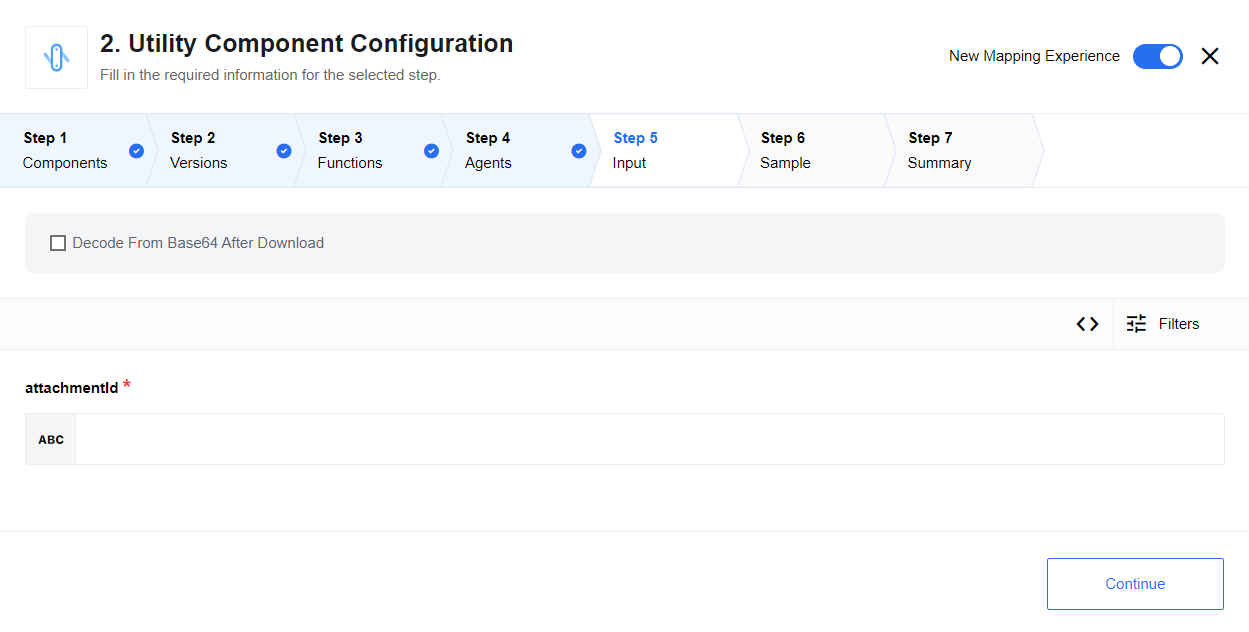 2. Utility Component Configuration
Fill in the required information for the selected step.
New Mapping Experience
Step 1
Components
Step 2
Versions
Step 3
Functions
Step 4
Agents
Step 5
Input
Step 6
Sample
Step 7
Summary
Decode From Base64 After Download
Filters
attachmentId *
ABC
Continue